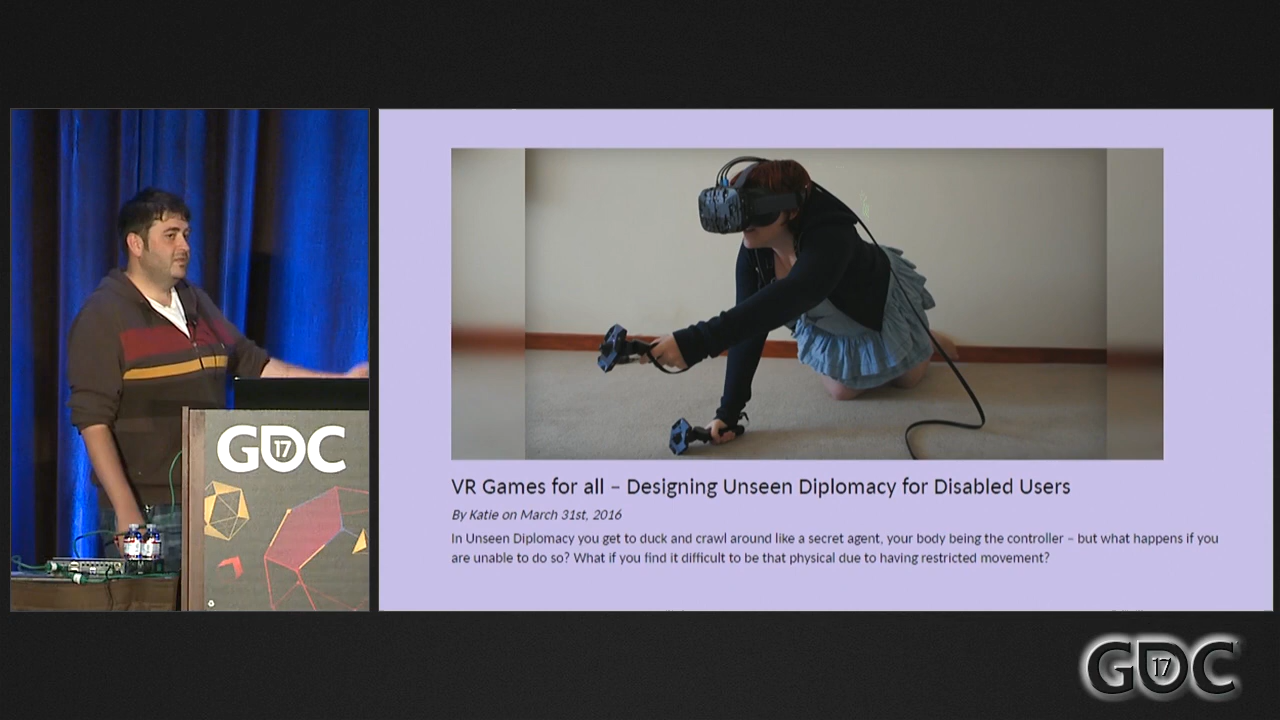 GDC
17
VR Games for all – Designing Unseen Diplomacy for Disabled Users
By Katie on March 31st, 2016
In Unseen Diplomacy you get to duck and crawl around like a secret agent, your body being the controller – but what happens if you
are unable to do so? What if you find it difficult to be that physical due to having restricted movement?
GDC
17